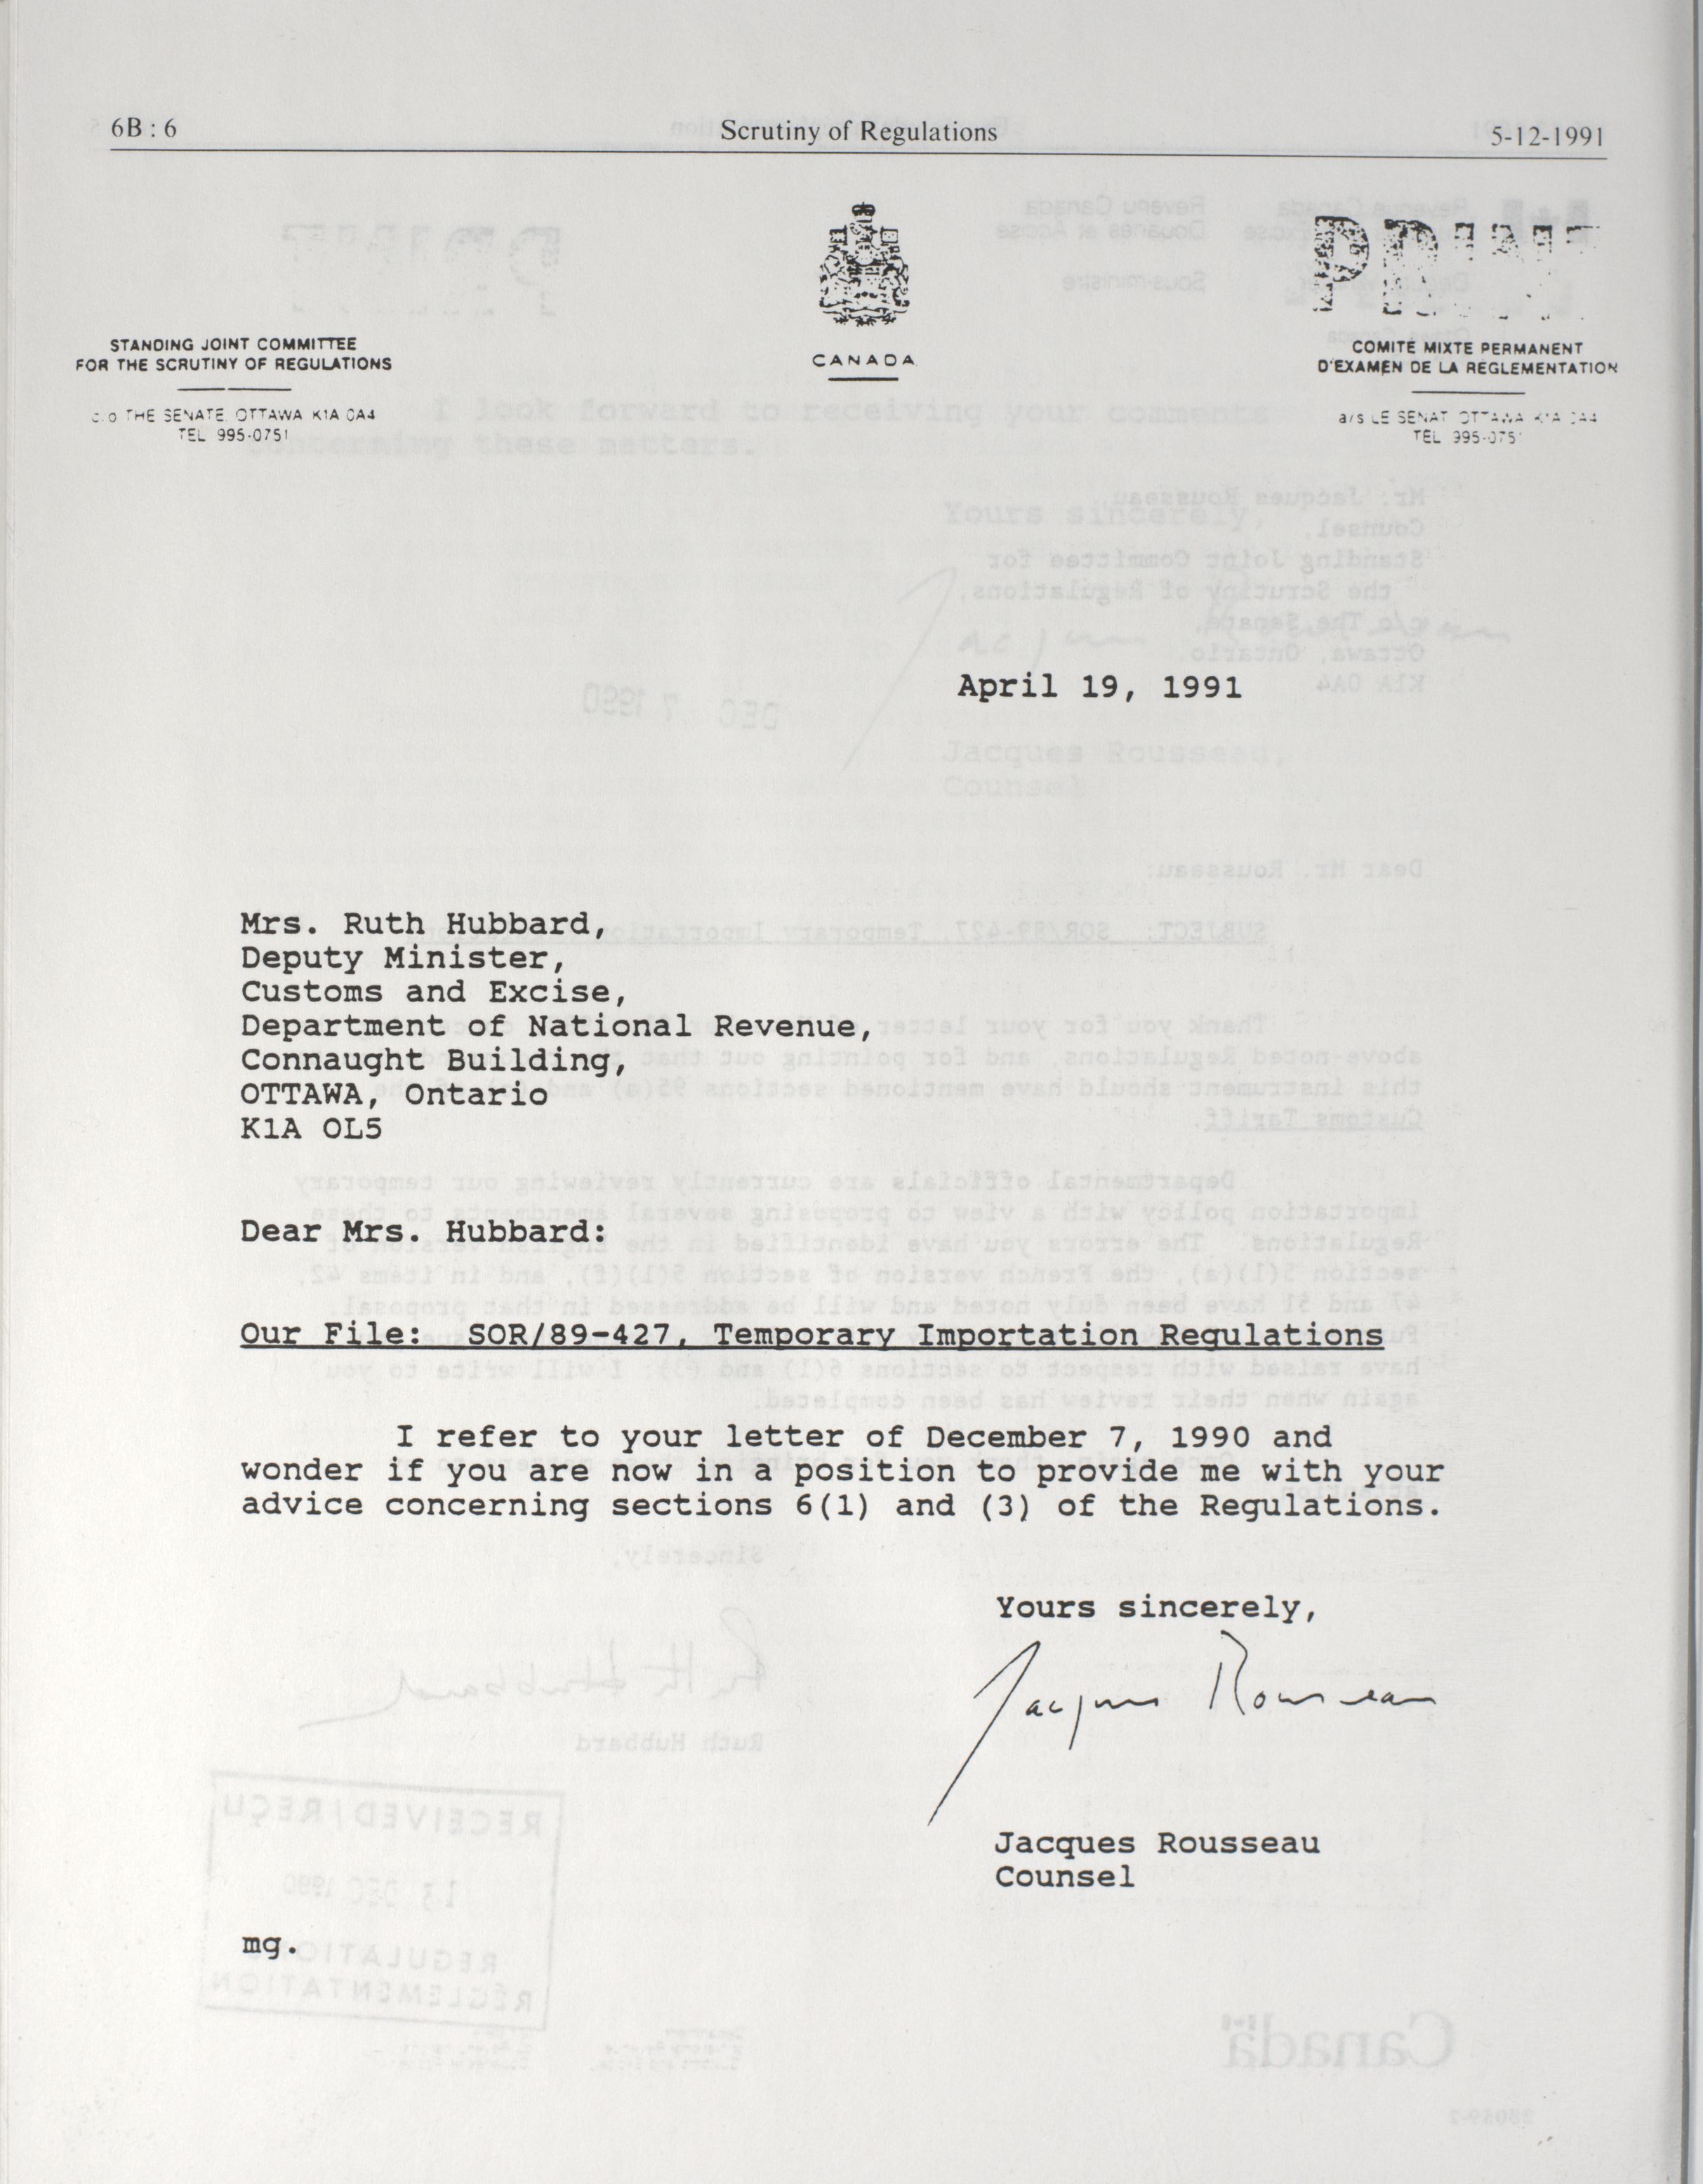 6B : 6
Scrutiny of Regulations
5-12-1991
STANDING JOINT COMMITTEE
FOR THE SCRUTINY OF REGULATIONS
c/o THE SENATE, OTTAWA K1A 0A4
TEL 995-0751
CANADA
PRINT
COMITE MIXTE PERMANENT
D'EXAMEN DE LA REGLEMENTATION
a/s LE SENAT OTTAWA K1A 0A4
TEL 995-0751
April 19, 1991
Mrs. Ruth Hubbard,
Deputy Minister,
Customs and Excise,
Department of National Revenue,
Connaught Building,
OTTAWA, Ontario
K1A OL5
Dear Mrs. Hubbard:
Our File: SOR/89-427, Temporary Importation Regulations
I refer to your letter of December 7, 1990 and
wonder if you are now in a position to provide me with your
advice concerning sections 6(1) and (3) of the Regulations.
Yours sincerely,
Jacques Rousseau
Jacques Rousseau
Counsel
mg.